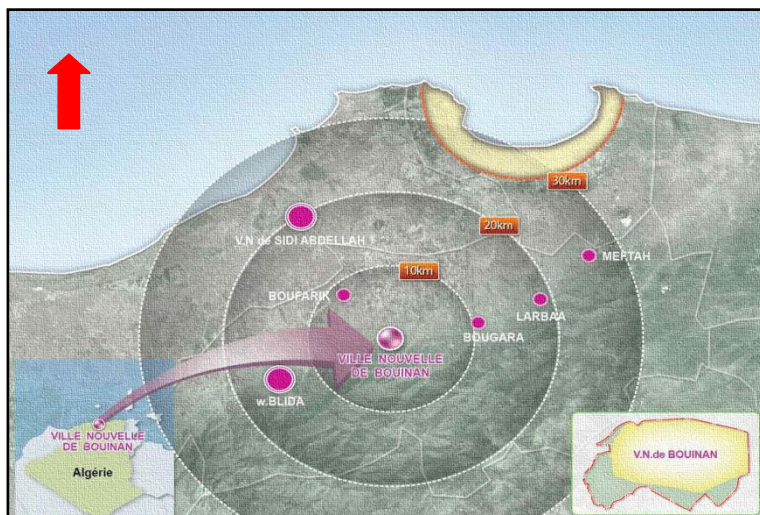 30km
V.N de SIDI ABDELLAH
20km
MEFTAH
10km
BOUFARIK
LARBAA
BOUGARA
VILLE NOUVELLE
DE BOUINAN
w.BLIDA
VILLE NOUVELLE
DE BOUINAN
Algérie
V.N.de BOUINAN